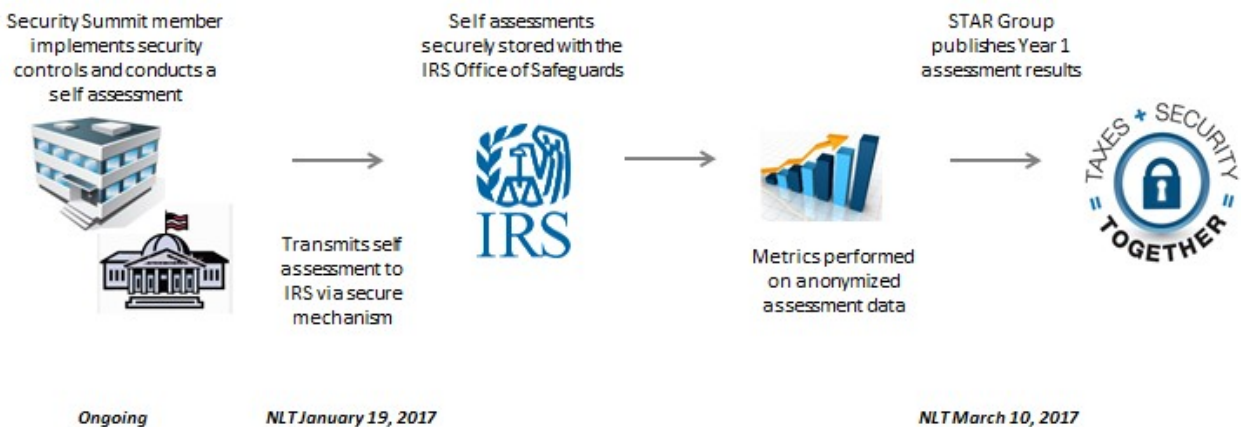 Security Summit member
implements security
controls and conducts a
self assessment
Transmits self
assessment to
IRS via secure
mechanism
Self assessments
securely stored with the
IRS Office of Safeguards
IRS
Metrics performed
on anonymized
assessment data
STAR Group
publishes Year 1
assessment results
TAXES + SECURITY
= TOGETHER =
Ongoing
NLT January 19, 2017
NLT March 10, 2017